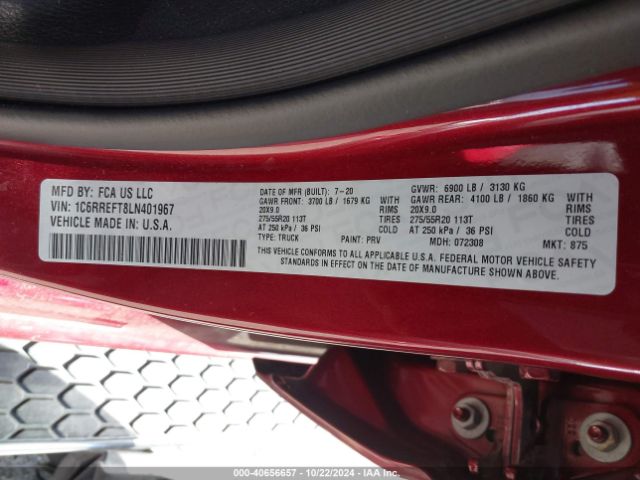 MFD BY: FCA US LLC
VIN: 1C6RREFT8LN401967
VEHICLE MADE IN: U.S.A.
DATE OF MFR (BUILT): 7-20 GVWR: 6900 LB / 3130 KG
GAWR FRONT: 3700 LB / 1679 KG WITH GAWR REAR: 4100 LB / 1860 KG WITH
20X9.0 RIMS 20X9.0 RIMS
275/55R20 113T TIRES 275/55R20 113T TIRES
AT 250 kPa / 36 PSI COLD AT 250 kPa / 36 PSI COLD
TYPE: TRUCK PAINT: PRV MDH: 072308 MKT: 875
THIS VEHICLE CONFORMS TO ALL APPLICABLE U.S.A. FEDERAL MOTOR VEHICLE SAFETY
STANDARDS IN EFFECT ON THE DATE OF MANUFACTURE SHOWN ABOVE.
000-40656657 - 10/22/2024 - IAA Inc.